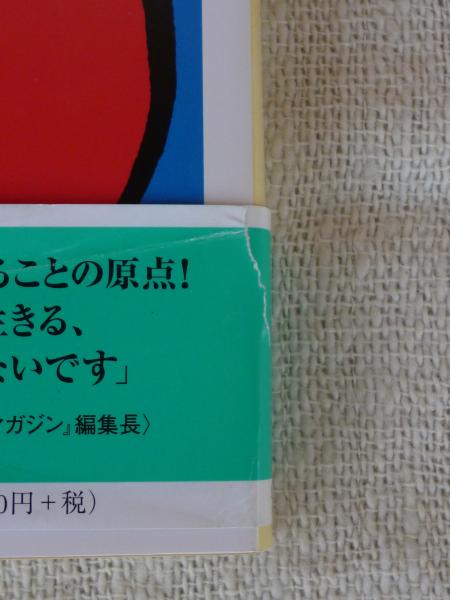 ることの原点!
生きる、
ないです」
マガジン』編集長〉
0円+税)